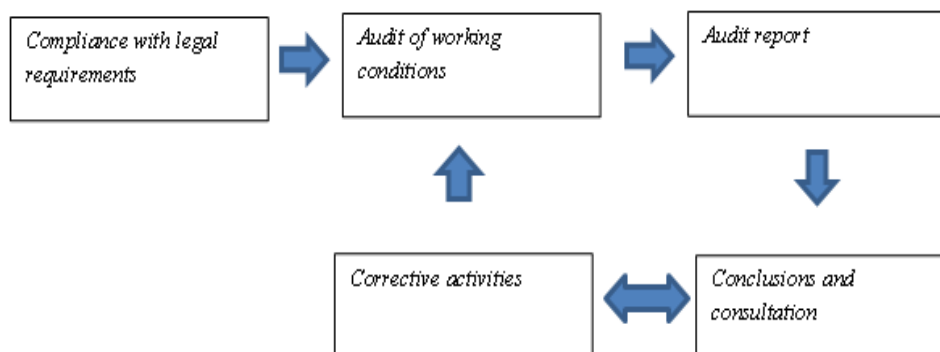 Compliance with legal
requirements
Audit of working
conditions
Audit report
Corrective activities
Conclusions and
consultation